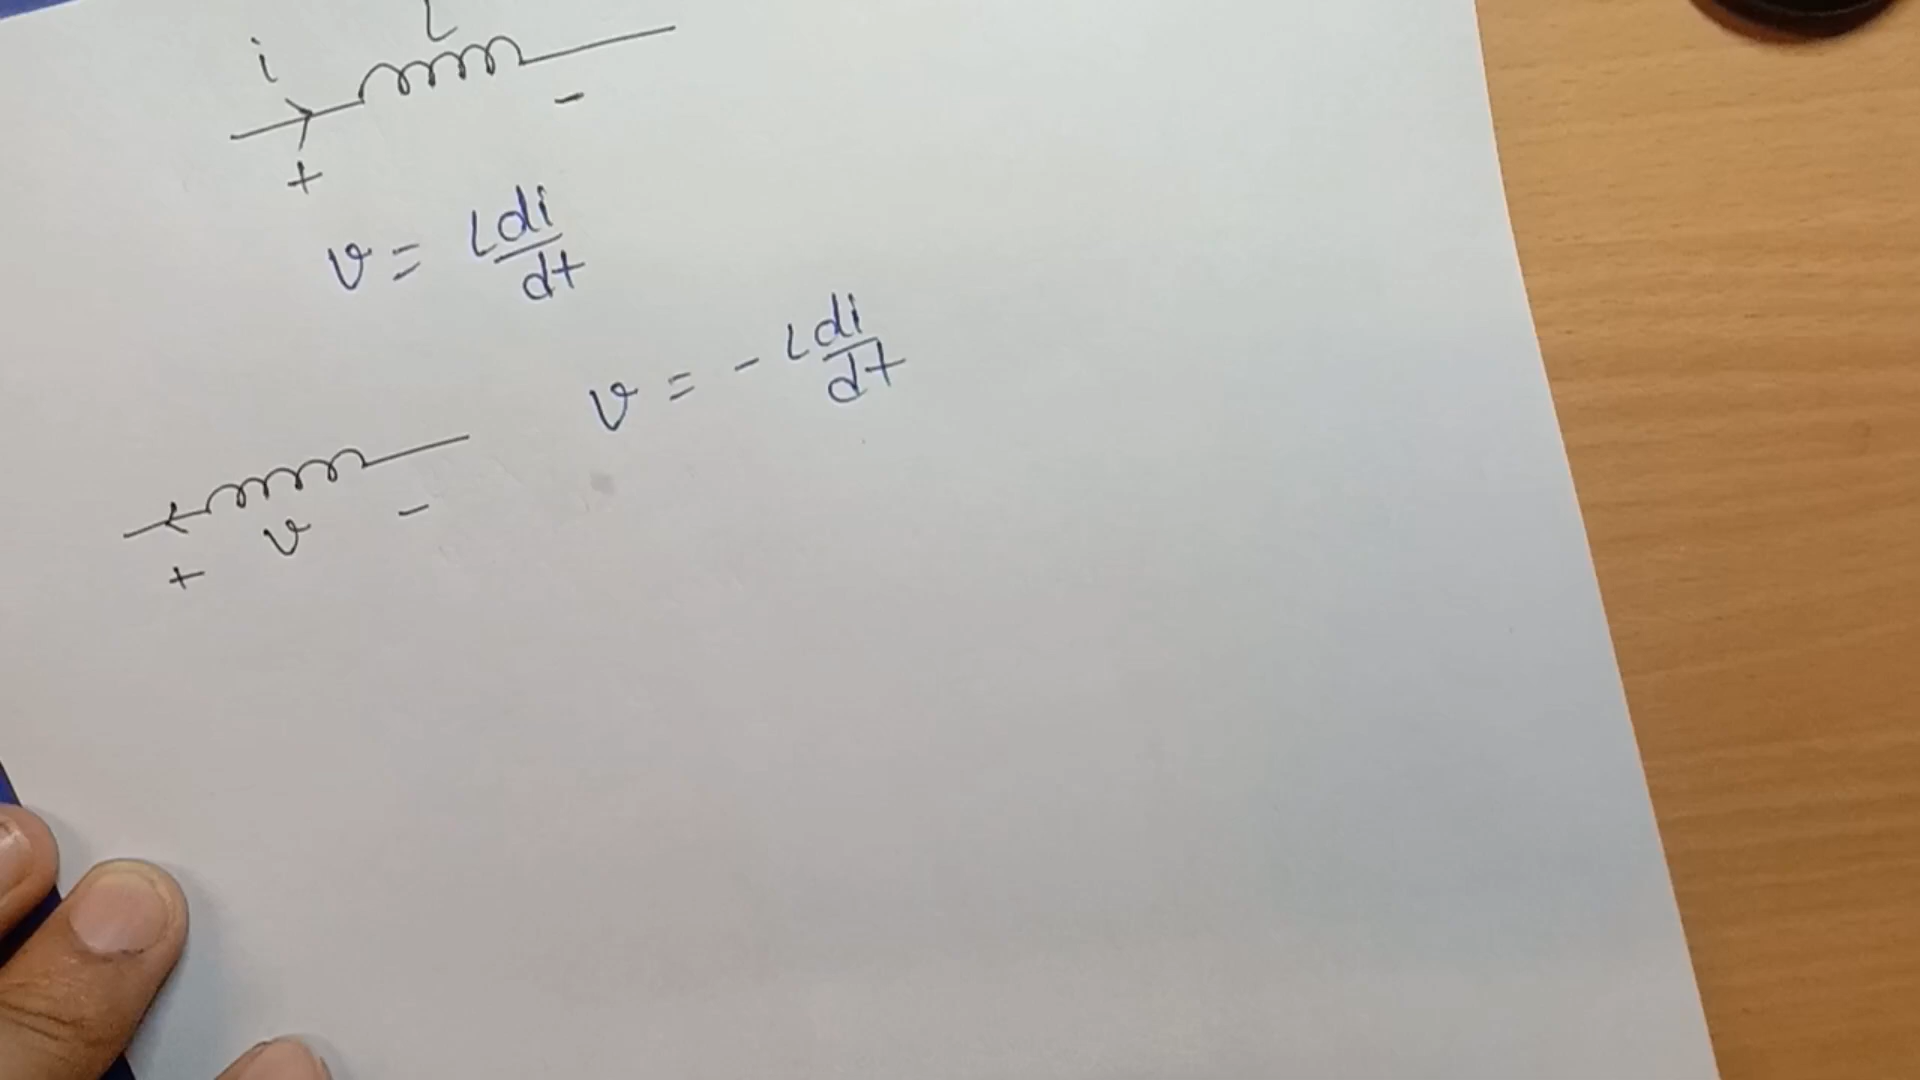 L
i
+ -
v = L di/dt
v = - L di/dt
+ v -